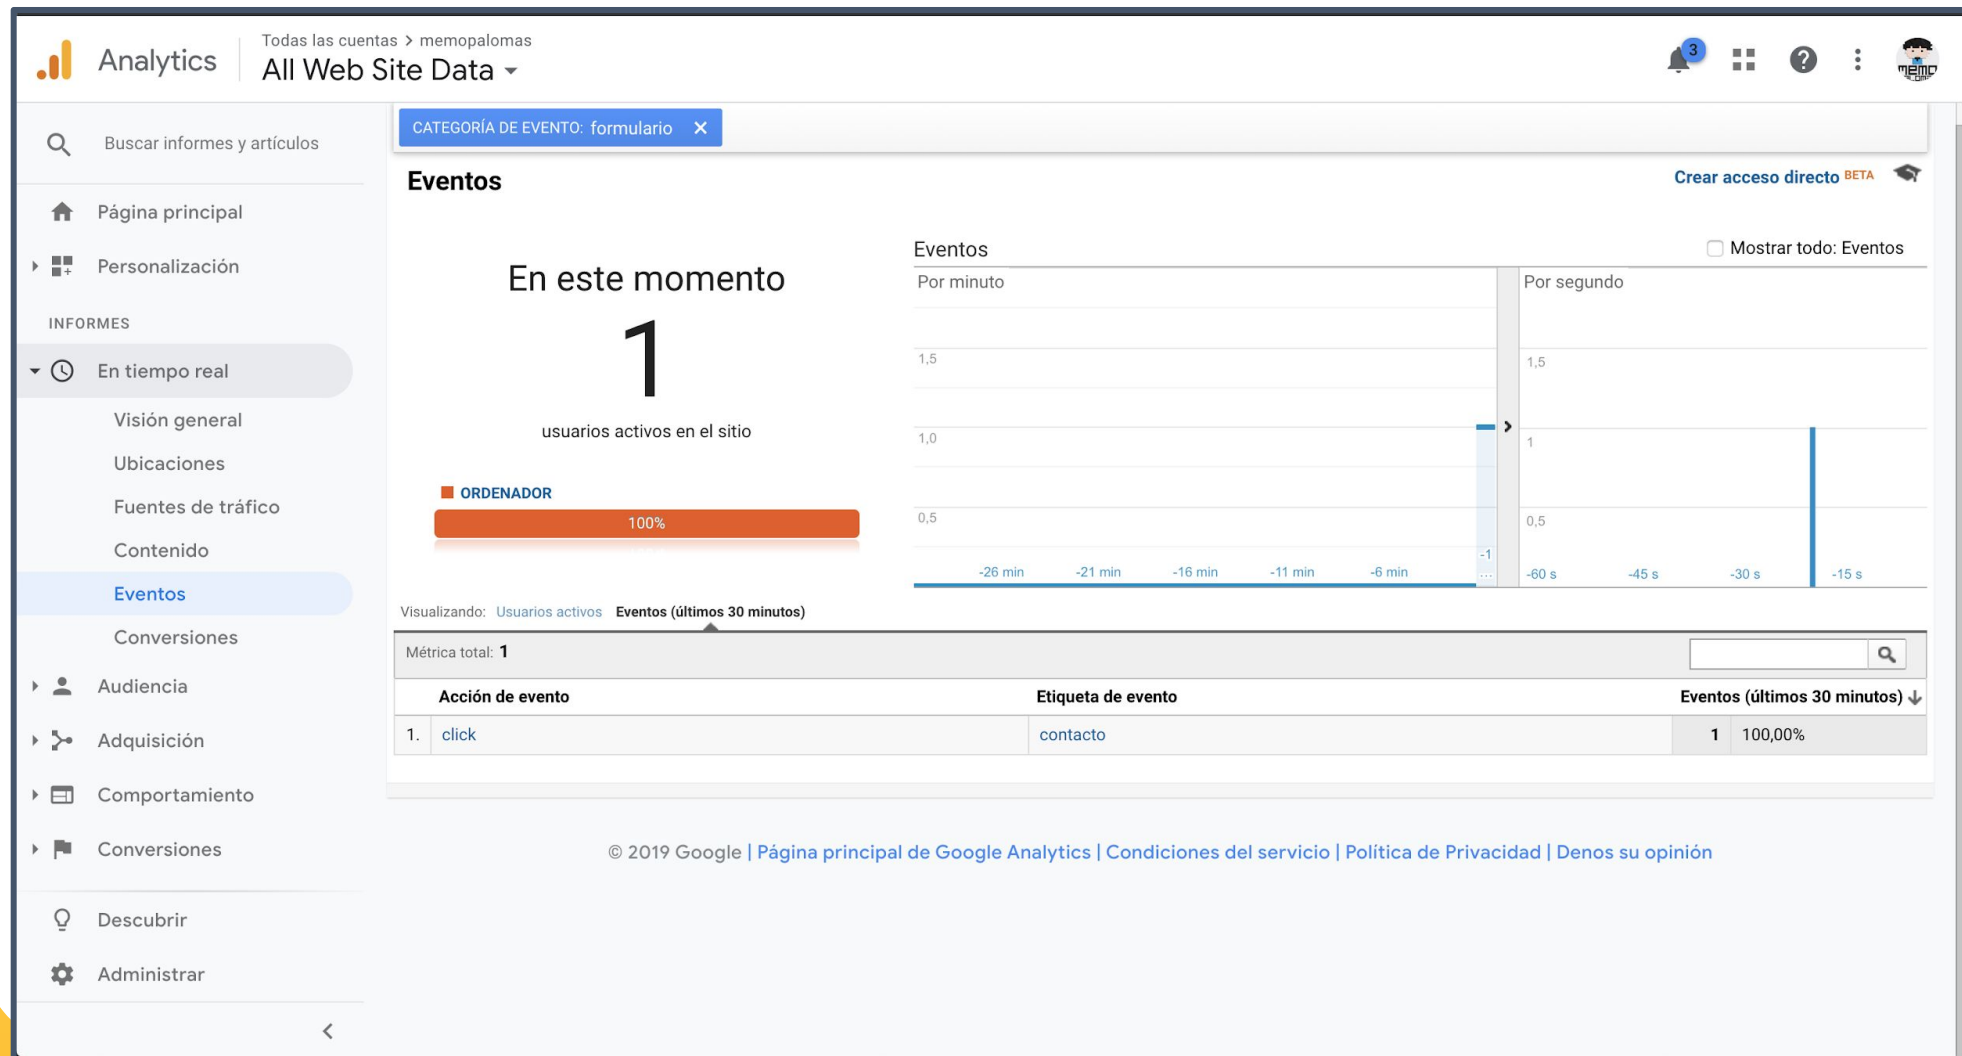 Analytics
Todas las cuentas > memopalomas
All Web Site Data
3
memo
Buscar informes y artículos
Página principal
Personalización
INFORMES
En tiempo real
Visión general
Ubicaciones
Fuentes de tráfico
Contenido
Eventos
Conversiones
Audiencia
Adquisición
Comportamiento
Conversiones
Descubrir
Administrar
CATEGORÍA DE EVENTO: formulario
Eventos
Crear acceso directo BETA
En este momento
1
usuarios activos en el sitio
ORDENADOR
100%
Eventos
Mostrar todo: Eventos
Por minuto
1,5
1,0
0,5
-26 min -21 min -16 min -11 min -6 min -1 ...
Por segundo
1,5
1
0,5
-60 s -45 s -30 s -15 s
Visualizando: Usuarios activos Eventos (últimos 30 minutos)
Métrica total: 1
Acción de evento Etiqueta de evento Eventos (últimos 30 minutos)
1. click contacto 1 100,00%
© 2019 Google | Página principal de Google Analytics | Condiciones del servicio | Política de Privacidad | Denos su opinión